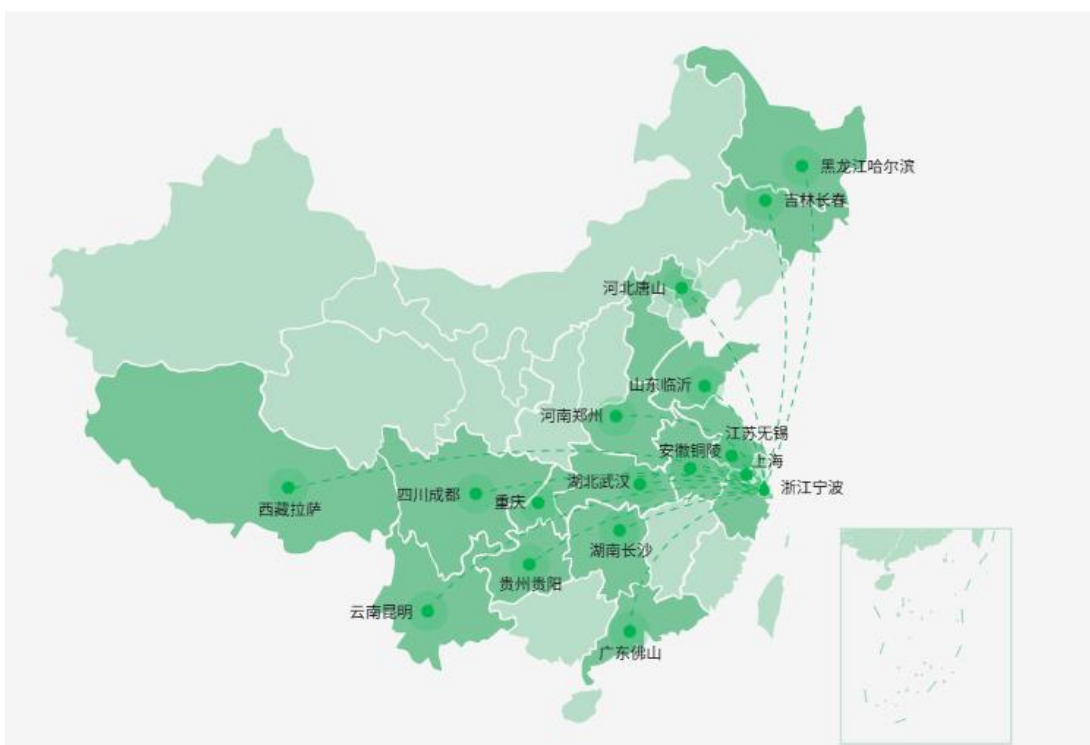 黑龙江哈尔滨
吉林长春
河北唐山
山东临沂
河南郑州
江苏无锡
安徽铜陵
上海
湖北武汉
浙江宁波
四川成都
重庆
西藏拉萨
湖南长沙
贵州贵阳
云南昆明
广东佛山